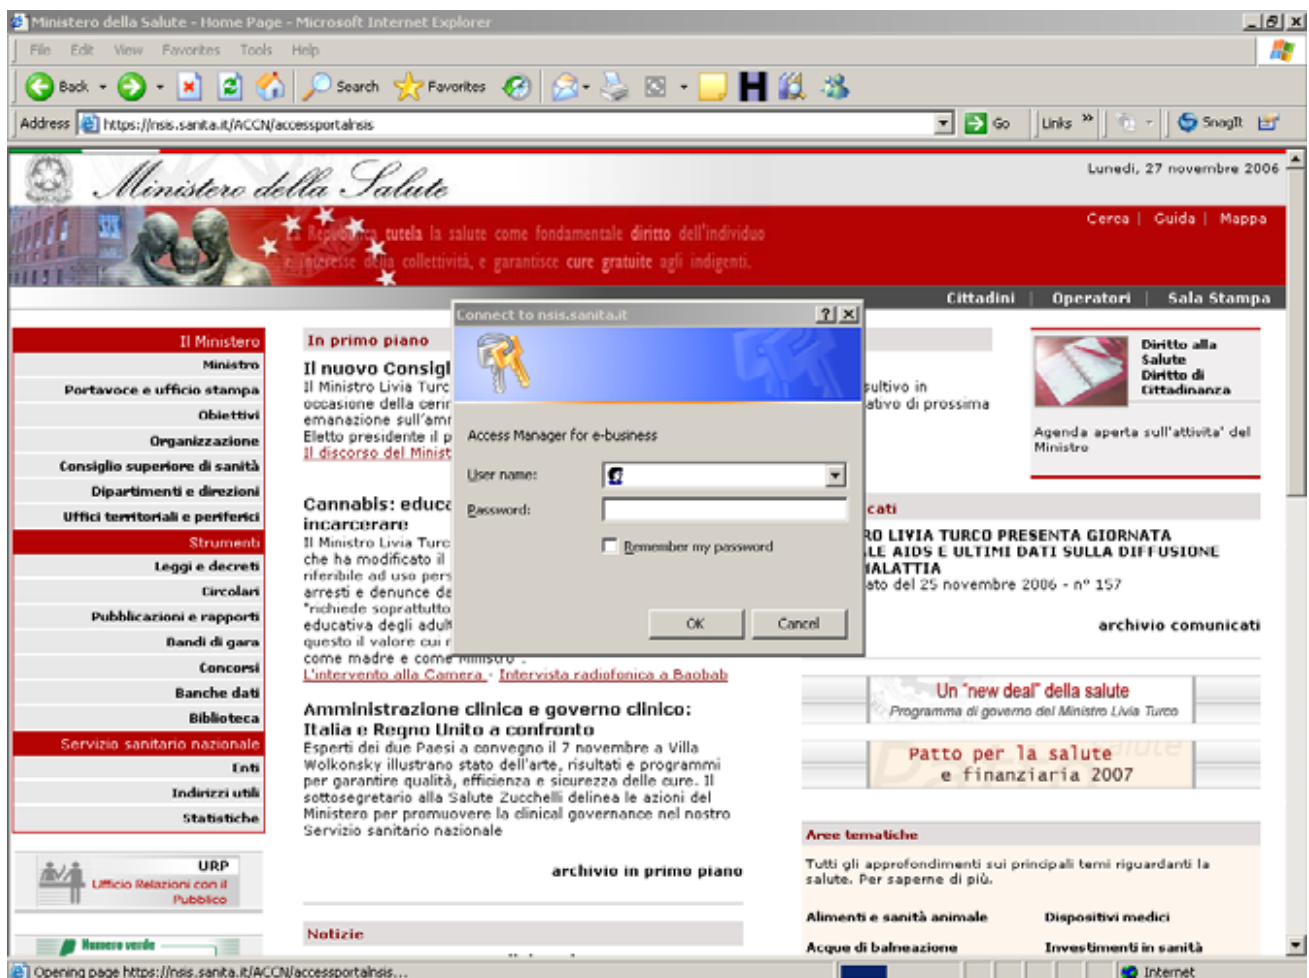 Ministero della Salute - Home Page - Microsoft Internet Explorer
File Edit View Favorites Tools Help
Back Search Favorites
Address https://nsis.sanita.it/ACCN/accessportalnsis Go Links » SnagIt
Ministero della Salute
Lunedì, 27 novembre 2006
Cerca | Guida | Mappa
La Repubblica tutela la salute come fondamentale diritto dell'individuo
e interesse della collettività, e garantisce cure gratuite agli indigenti.
Cittadini | Operatori | Sala Stampa
Il Ministero
Ministro
Portavoce e ufficio stampa
Obiettivi
Organizzazione
Consiglio superiore di sanità
Dipartimenti e direzioni
Uffici territoriali e periferici
Strumenti
Leggi e decreti
Circolari
Pubblicazioni e rapporti
Bandi di gara
Concorsi
Banche dati
Biblioteca
Servizio sanitario nazionale
Enti
Indirizzi utili
Statistiche
URP
Ufficio Relazioni con il
Pubblico
Numero verde
In primo piano
Il nuovo Consigl
Il Ministro Livia Turc
occasione della cerir
emanazione sull'amr
Eletto presidente il p
Il discorso del Minist
sultivo in
ativo di prossima
Cannabis: educa
incarcerare
Il Ministro Livia Turc
che ha modificato il
riferibile ad uso pers
arresti e denunce da
"richiede soprattutto
educativa degli adult
questo il valore cui r
come madre e come Ministro".
L'intervento alla Camera - Intervista radiofonica a Baobab
Amministrazione clinica e governo clinico:
Italia e Regno Unito a confronto
Esperti dei due Paesi a convegno il 7 novembre a Villa
Wolkonsky illustrano stato dell'arte, risultati e programmi
per garantire qualità, efficienza e sicurezza delle cure. Il
sottosegretario alla Salute Zucchelli delinea le azioni del
Ministero per promuovere la clinical governance nel nostro
Servizio sanitario nazionale
archivio in primo piano
Notizie
Connect to nsis.sanita.it
Access Manager for e-business
User name:
Password:
Remember my password
OK Cancel
Diritto alla
Salute
Diritto di
Cittadinanza
Agenda aperta sull'attivita' del
Ministro
cati
RO LIVIA TURCO PRESENTA GIORNATA
LE AIDS E ULTIMI DATI SULLA DIFFUSIONE
MALATTIA
ato del 25 novembre 2006 - nº 157
archivio comunicati
Un "new deal" della salute
Programma di governo del Ministro Livia Turco
Patto per la salute
e finanziaria 2007
Aree tematiche
Tutti gli approfondimenti sui principali temi riguardanti la
salute. Per saperne di più.
Alimenti e sanità animale Dispositivi medici
Acque di balneazione Investimenti in sanità
Opening page https://nsis.sanita.it/ACCN/accessportalnsis... Internet